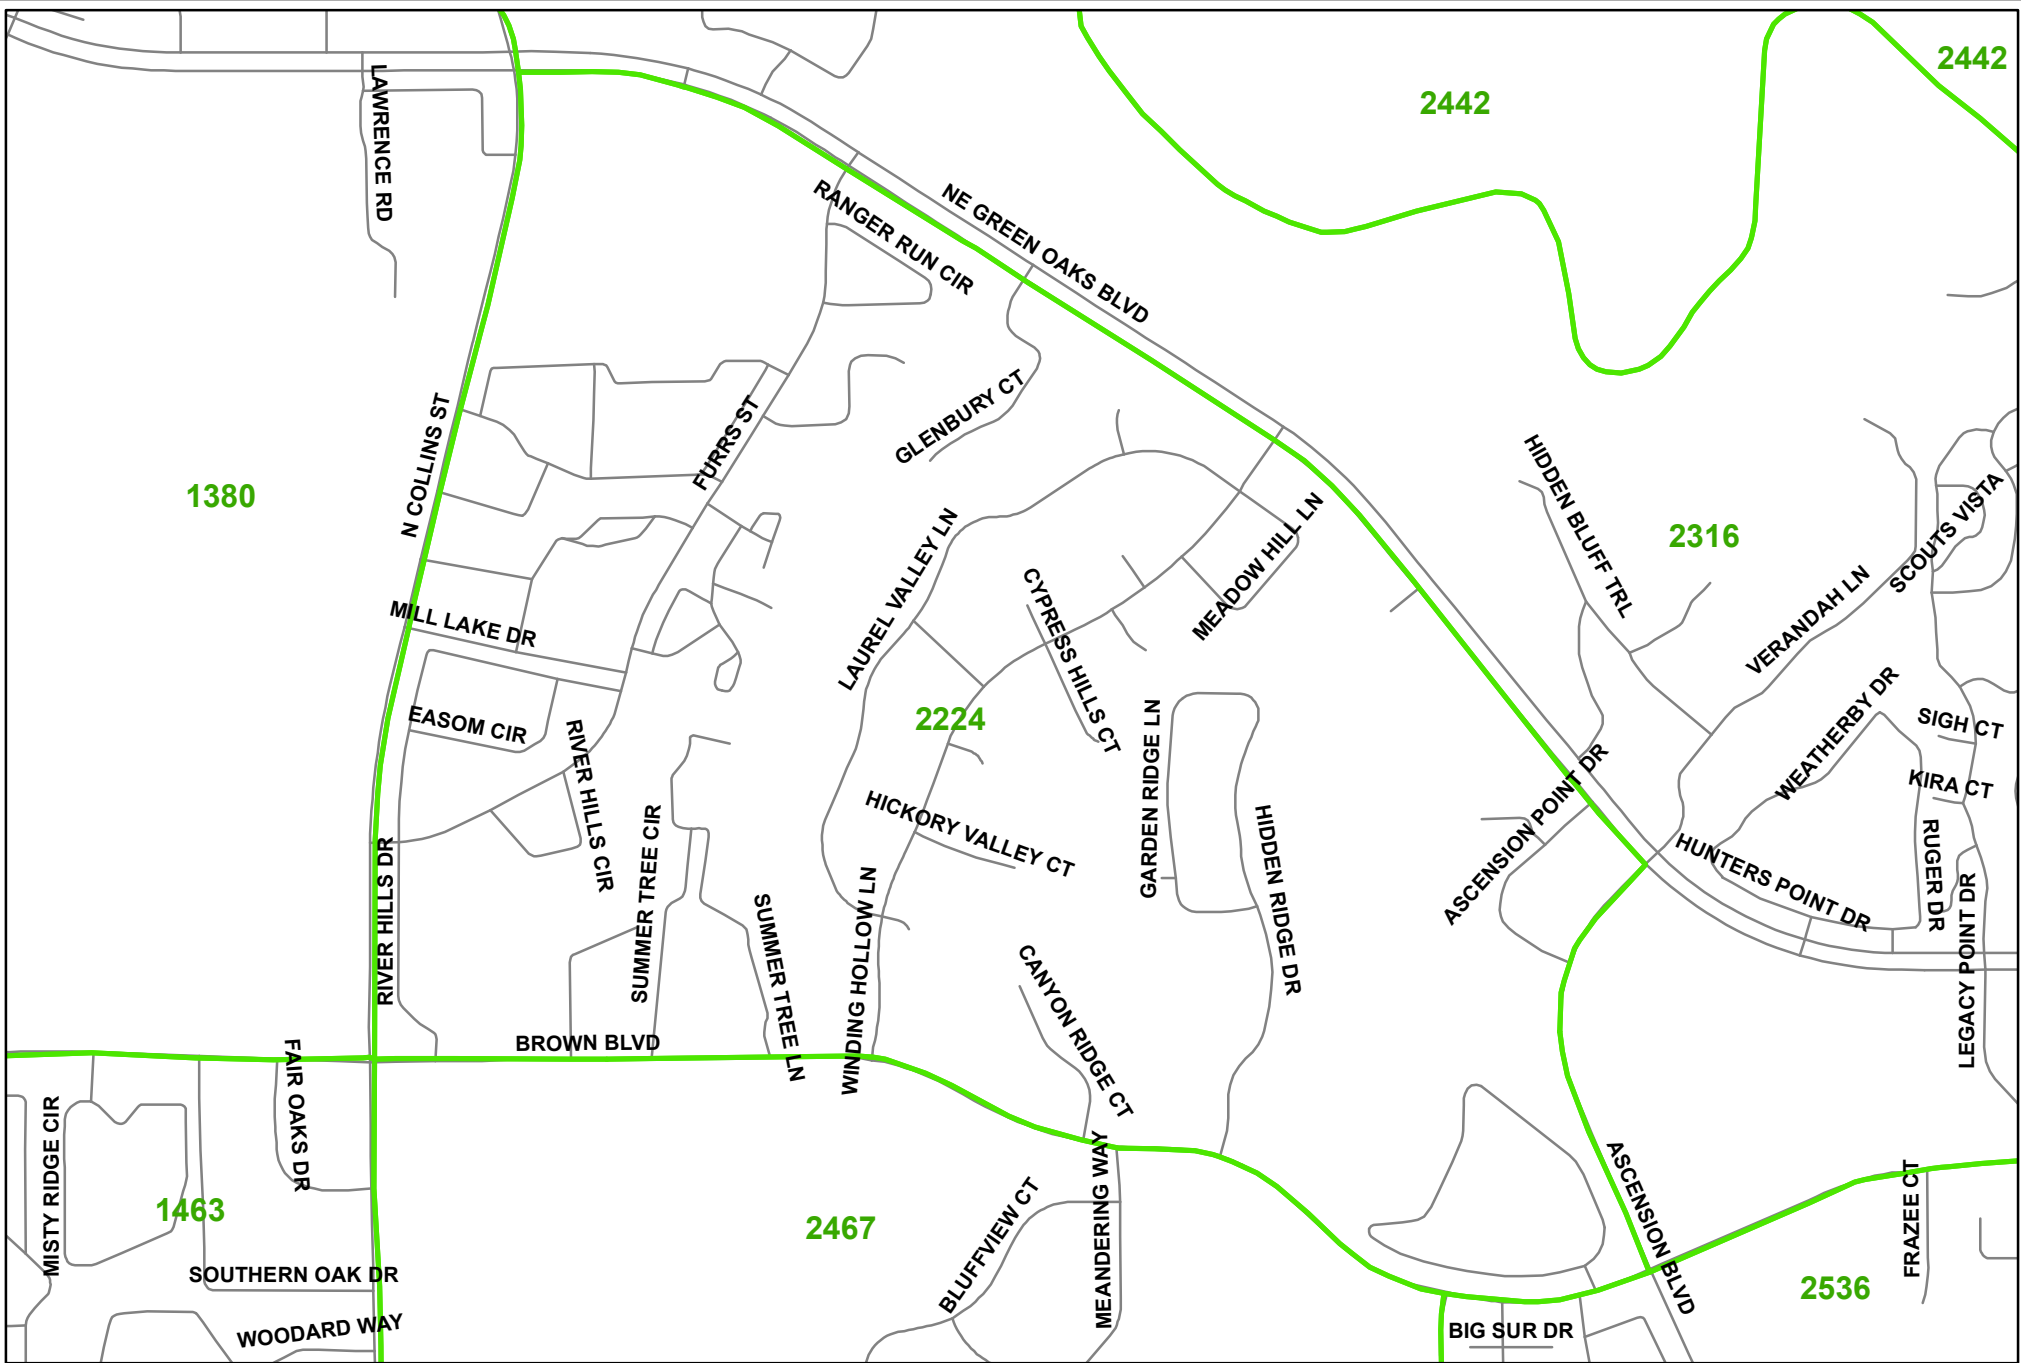 2442
2442
LAWRENCE RD
NE GREEN OAKS BLVD
RANGER RUN CIR
GLENBURY CT
N COLLINS ST
FURRS ST
1380
HIDDEN BLUFF TRL
2316
SCOUTS VISTA
VERANDAH LN
MEADOW HILL LN
LAUREL VALLEY LN
CYPRESS HILLS CT
MILL LAKE DR
EASOM CIR
RIVER HILLS CIR
2224
WEATHERBY DR
SIGH CT
KIRA CT
GARDEN RIDGE LN
ASCENSION POINT DR
HICKORY VALLEY CT
HIDDEN RIDGE DR
HUNTERS POINT DR
RUGER DR
LEGACY POINT DR
RIVER HILLS DR
SUMMER TREE CIR
SUMMER TREE LN
WINDING HOLLOW LN
CANYON RIDGE CT
BROWN BLVD
FAIR OAKS DR
MISTY RIDGE CIR
1463
SOUTHERN OAK DR
WOODARD WAY
2467
BLUFFVIEW CT
MEANDERING WAY
ASCENSION BLVD
FRAZEE CT
2536
BIG SUR DR